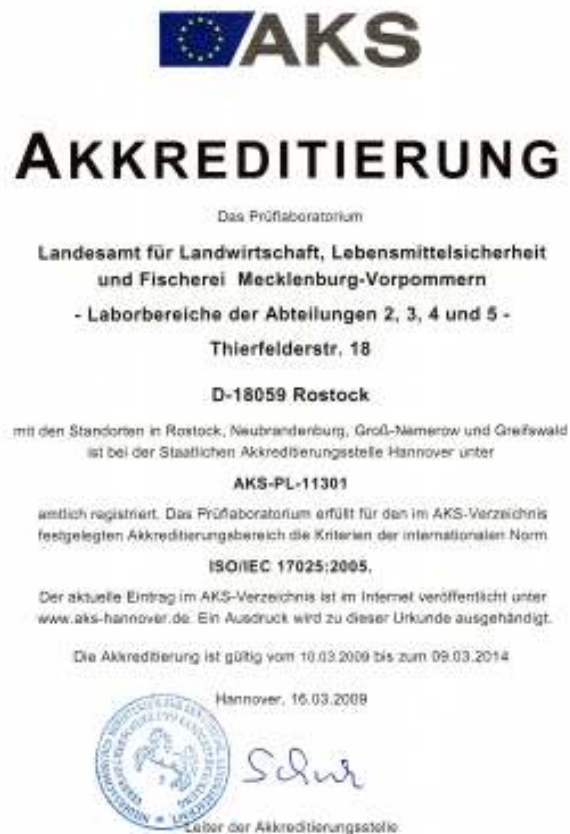 AKS
AKKREDITIERUNG
Das Prüflaboratorium
Landesamt für Landwirtschaft, Lebensmittelsicherheit
und Fischerei Mecklenburg-Vorpommern
- Laborbereiche der Abteilungen 2, 3, 4 und 5 -
Thierfelderstr. 18
D-18059 Rostock
mit den Standorten in Rostock, Neubrandenburg, Groß-Nemerow und Greifswald
ist bei der Staatlichen Akkreditierungsstelle Hannover unter
AKS-PL-11301
amtlich registriert. Das Prüflaboratorium erfüllt für den im AKS-Verzeichnis
festgelegten Akkreditierungsbereich die Kriterien der internationalen Norm
ISO/IEC 17025:2005.
Der aktuelle Eintrag im AKS-Verzeichnis ist im Internet veröffentlicht unter
www.aks-hannover.de. Ein Ausdruck wird zu dieser Urkunde ausgehändigt.
Die Akkreditierung ist gültig vom 10.03.2009 bis zum 09.03.2014
Hannover, 16.03.2009
Leiter der Akkreditierungsstelle